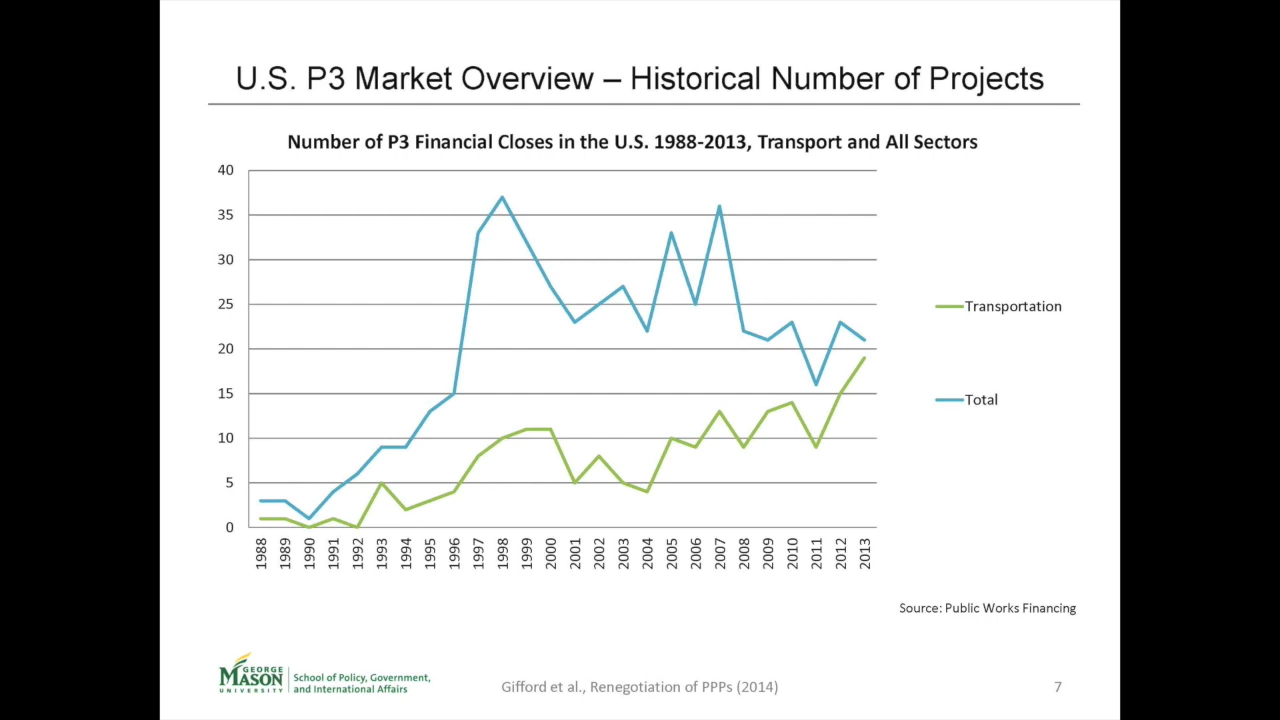 U.S. P3 Market Overview – Historical Number of Projects
Number of P3 Financial Closes in the U.S. 1988-2013, Transport and All Sectors
40
35
30
25
20
15
10
5
0
1988 1989 1990 1991 1992 1993 1994 1995 1996 1997 1998 1999 2000 2001 2002 2003 2004 2005 2006 2007 2008 2009 2010 2011 2012 2013
Transportation
Total
Source: Public Works Financing
GEORGE
MASON
UNIVERSITY
School of Policy, Government,
and International Affairs
Gifford et al., Renegotiation of PPPs (2014)
7